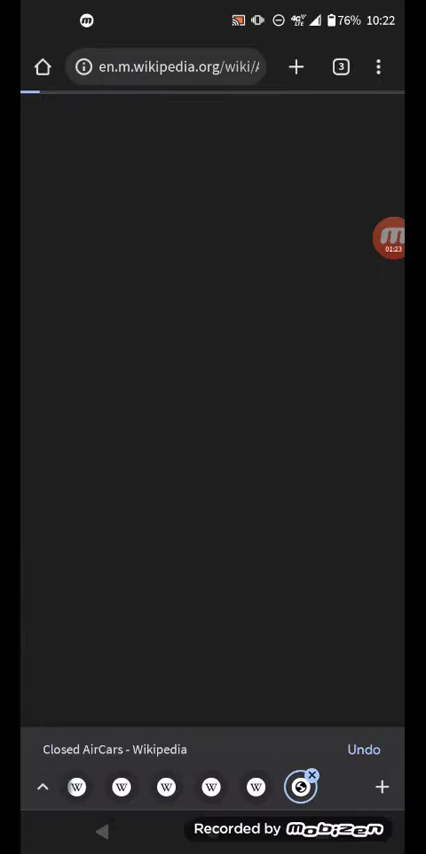 m 76% 10:22
en.m.wikipedia.org/wiki/ 3
m
01:23
Closed AirCars - Wikipedia Undo
W W W W W
Recorded by mobizen